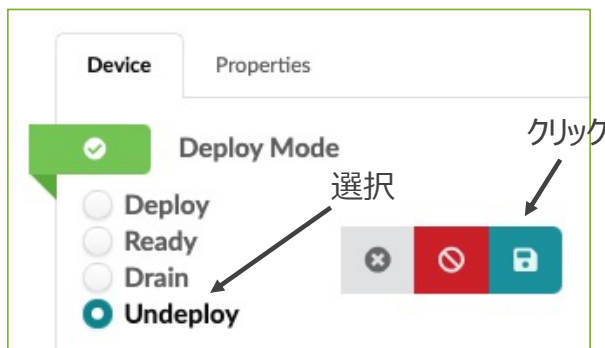 Device Properties
Deploy Mode
クリック
選択
Deploy
Ready
Drain
Undeploy